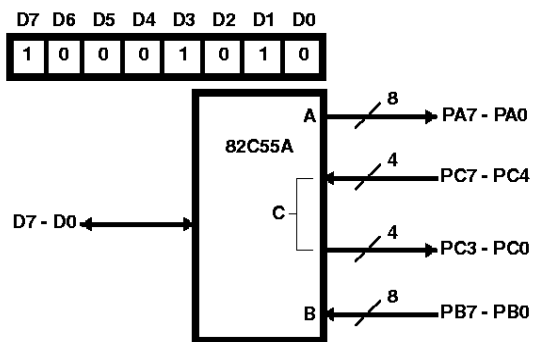 D7 D6 D5 D4 D3 D2 D1 D0
1 0 0 0 1 0 1 0
A 8 PA7 - PA0
82C55A
4 PC7 - PC4
C
D7 - D0
4 PC3 - PC0
B 8 PB7 - PB0